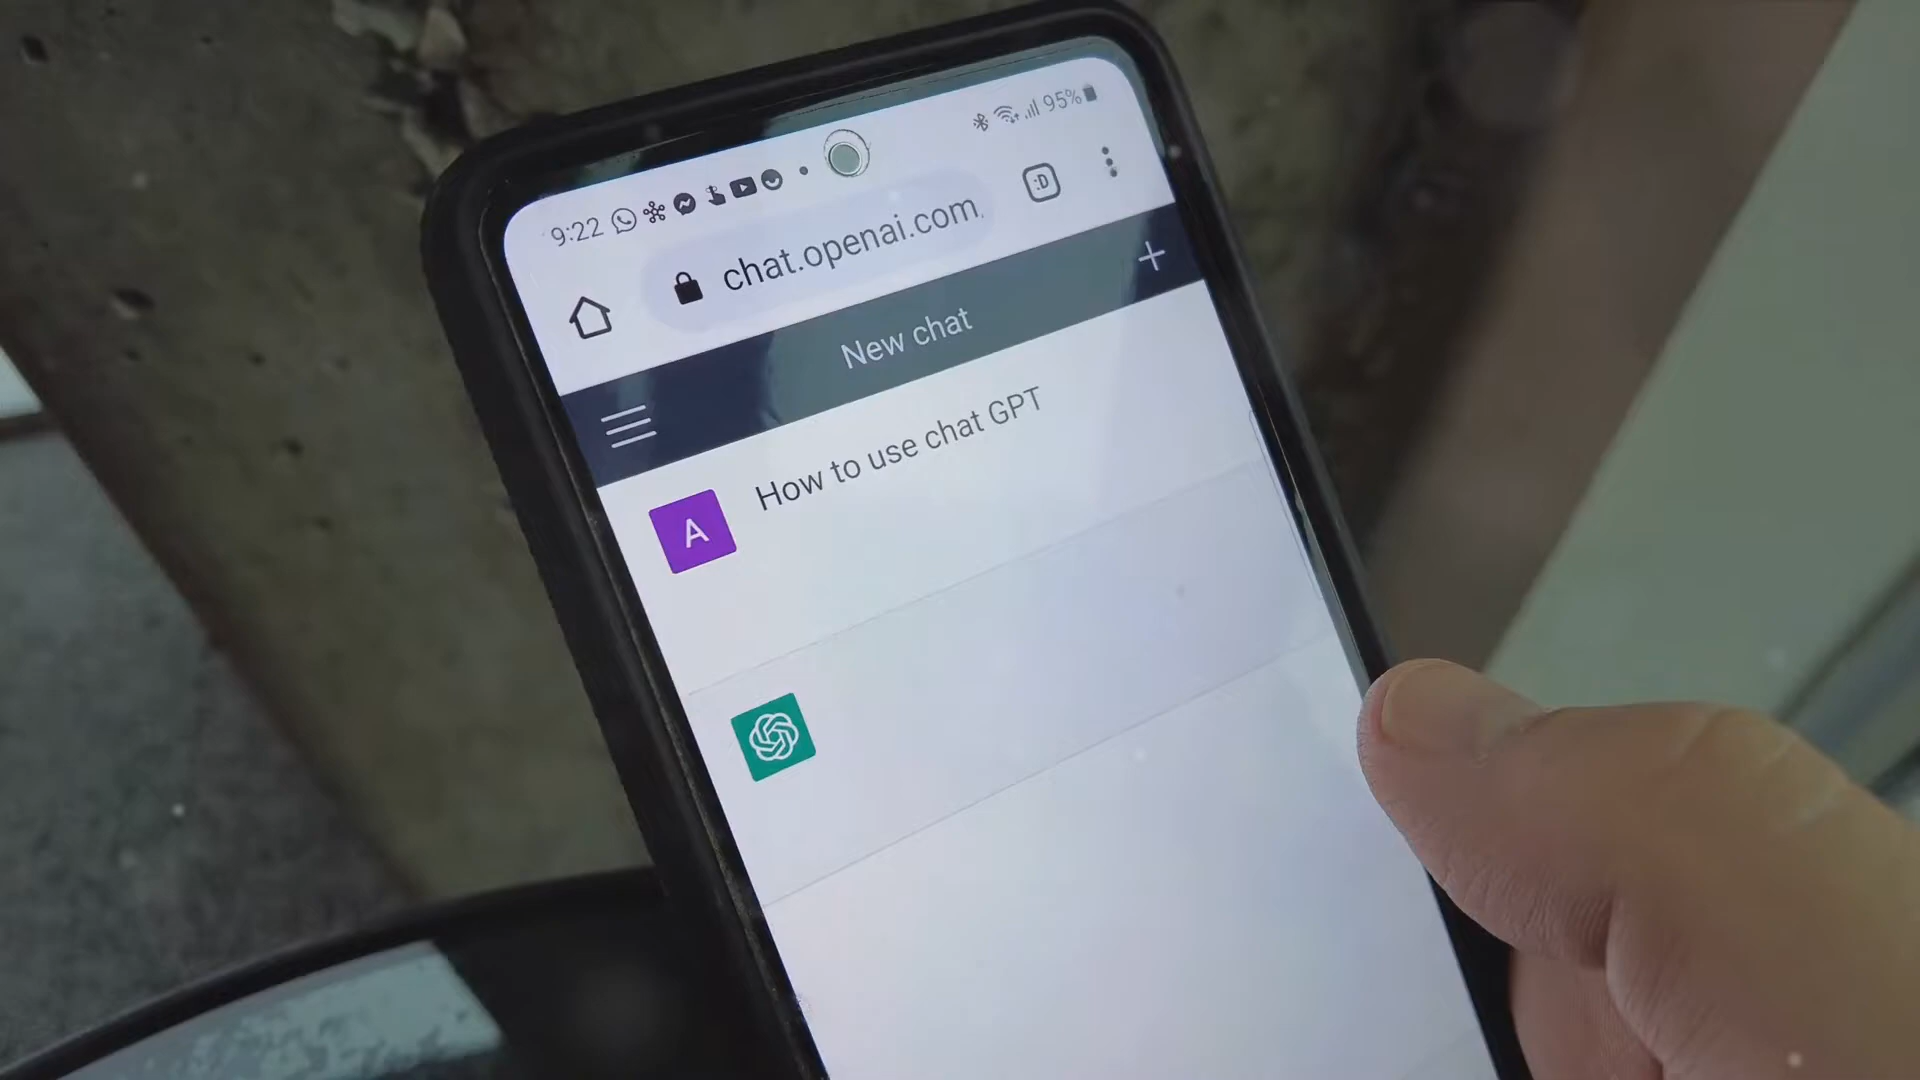 9:22 95%
chat.openai.com
:D
New chat
How to use chat GPT
A